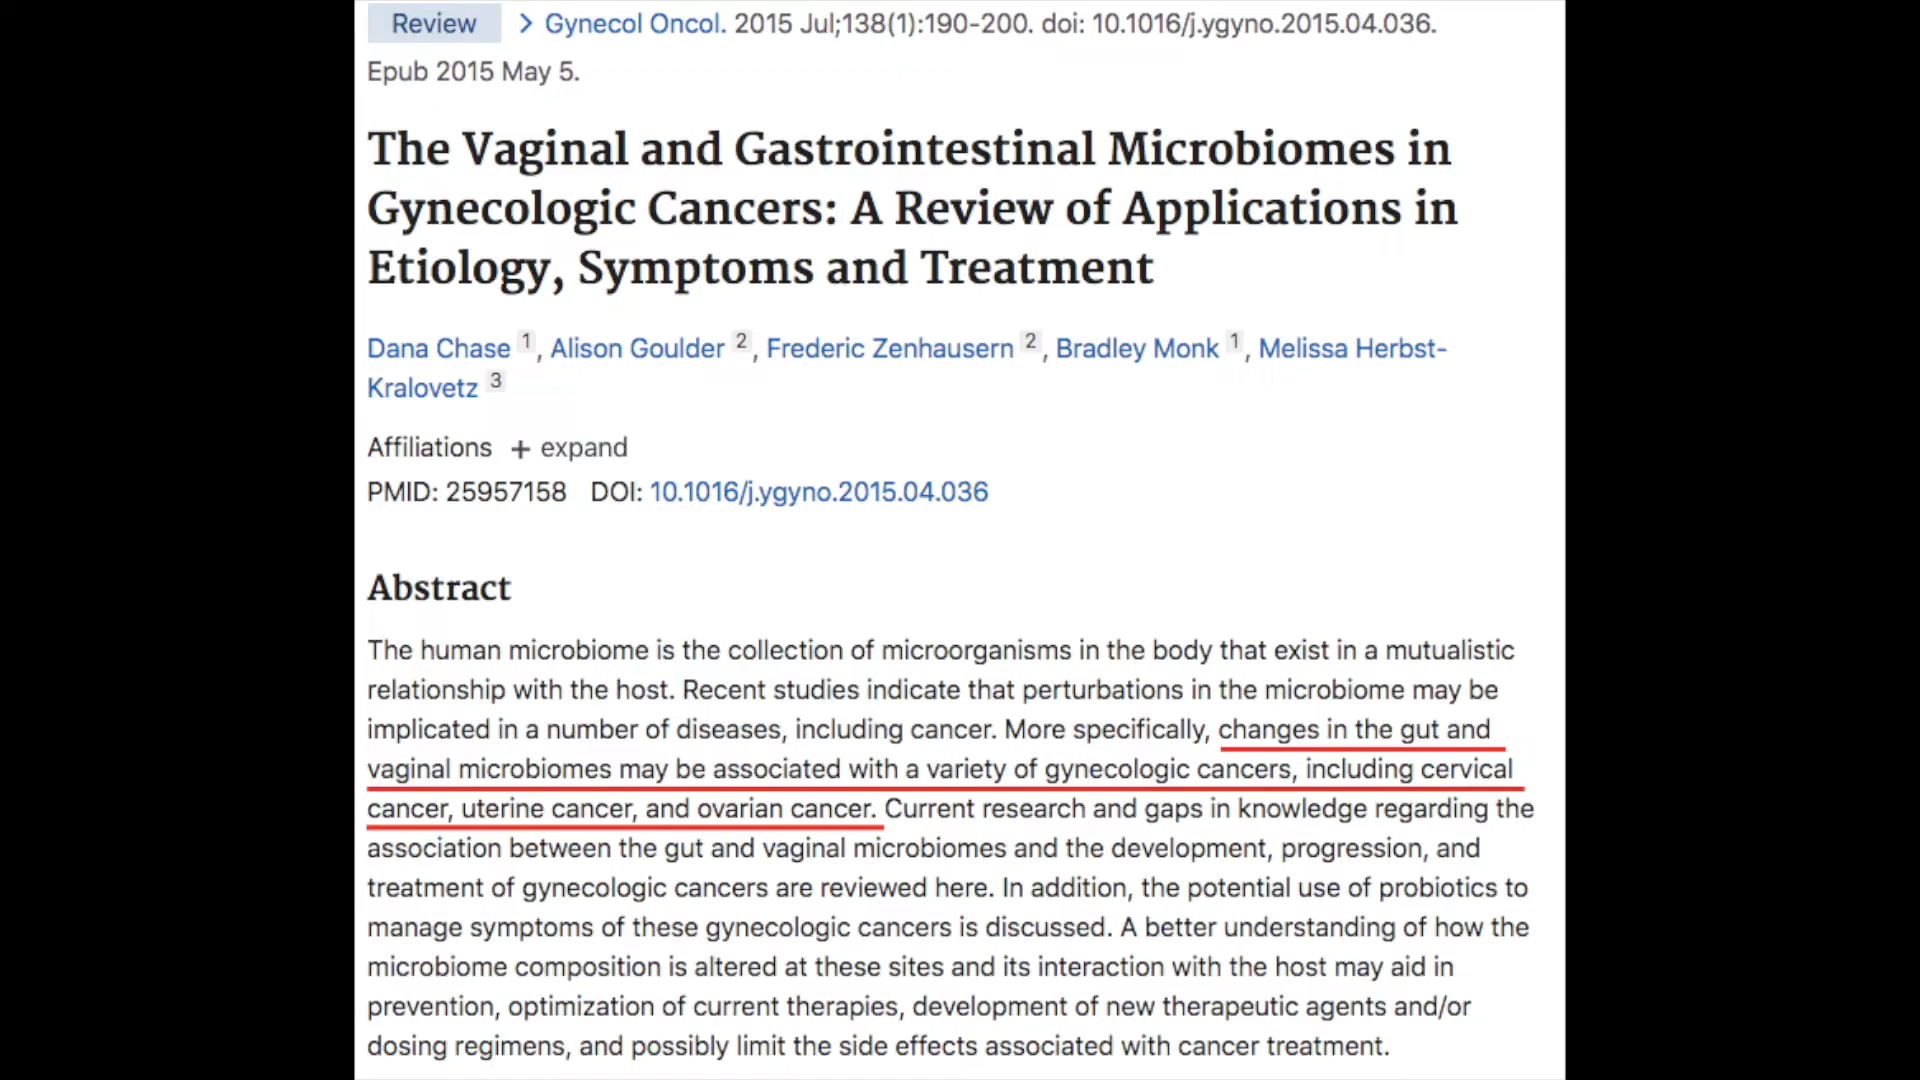 Review > Gynecol Oncol. 2015 Jul;138(1):190-200. doi: 10.1016/j.ygyno.2015.04.036.
Epub 2015 May 5.
The Vaginal and Gastrointestinal Microbiomes in
Gynecologic Cancers: A Review of Applications in
Etiology, Symptoms and Treatment
Dana Chase 1, Alison Goulder 2, Frederic Zenhausern 2, Bradley Monk 1, Melissa Herbst-
Kralovetz 3
Affiliations + expand
PMID: 25957158 DOI: 10.1016/j.ygyno.2015.04.036
Abstract
The human microbiome is the collection of microorganisms in the body that exist in a mutualistic
relationship with the host. Recent studies indicate that perturbations in the microbiome may be
implicated in a number of diseases, including cancer. More specifically, changes in the gut and
vaginal microbiomes may be associated with a variety of gynecologic cancers, including cervical
cancer, uterine cancer, and ovarian cancer. Current research and gaps in knowledge regarding the
association between the gut and vaginal microbiomes and the development, progression, and
treatment of gynecologic cancers are reviewed here. In addition, the potential use of probiotics to
manage symptoms of these gynecologic cancers is discussed. A better understanding of how the
microbiome composition is altered at these sites and its interaction with the host may aid in
prevention, optimization of current therapies, development of new therapeutic agents and/or
dosing regimens, and possibly limit the side effects associated with cancer treatment.